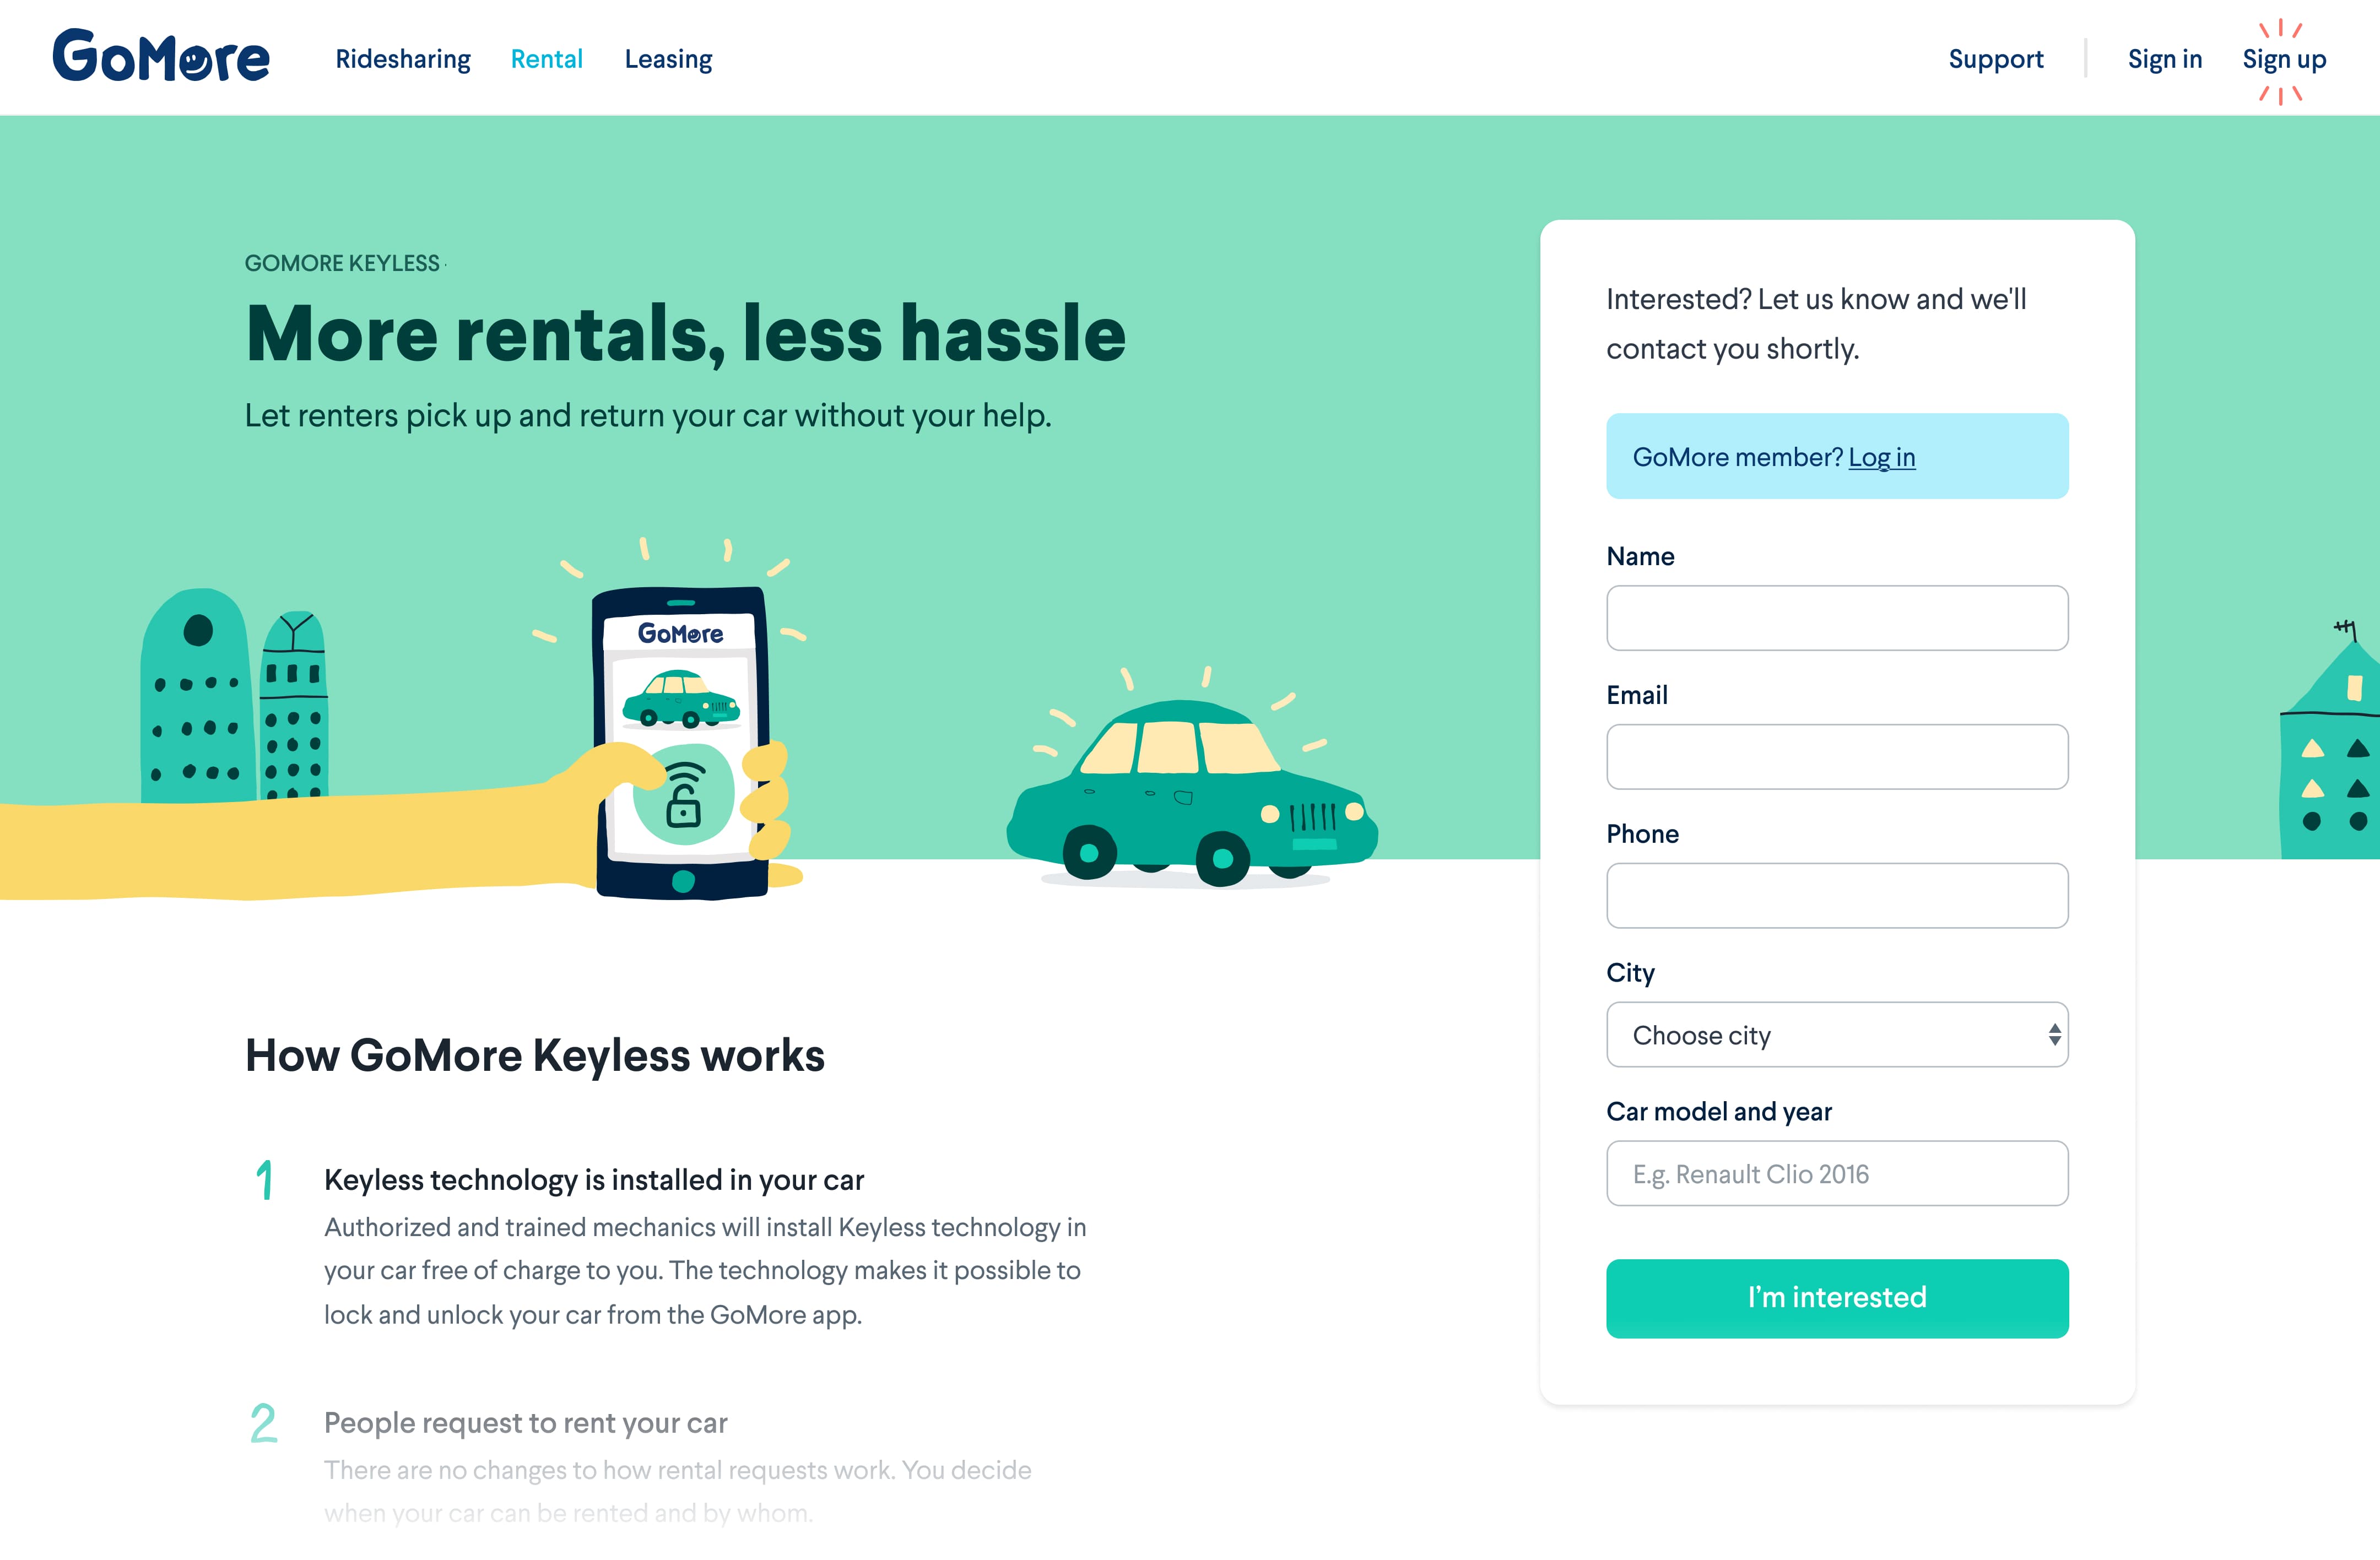 GoMore
Ridesharing
Rental
Leasing
Support
Sign in
Sign up
GOMORE KEYLESS ·
More rentals, less hassle
Let renters pick up and return your car without your help.
GoMore
Interested? Let us know and we'll
contact you shortly.
GoMore member? Log in
Name
Email
Phone
City
Choose city
Car model and year
E.g. Renault Clio 2016
I'm interested
How GoMore Keyless works
1
Keyless technology is installed in your car
Authorized and trained mechanics will install Keyless technology in
your car free of charge to you. The technology makes it possible to
lock and unlock your car from the GoMore app.
2
People request to rent your car
There are no changes to how rental requests work. You decide
when your car can be rented and by whom.